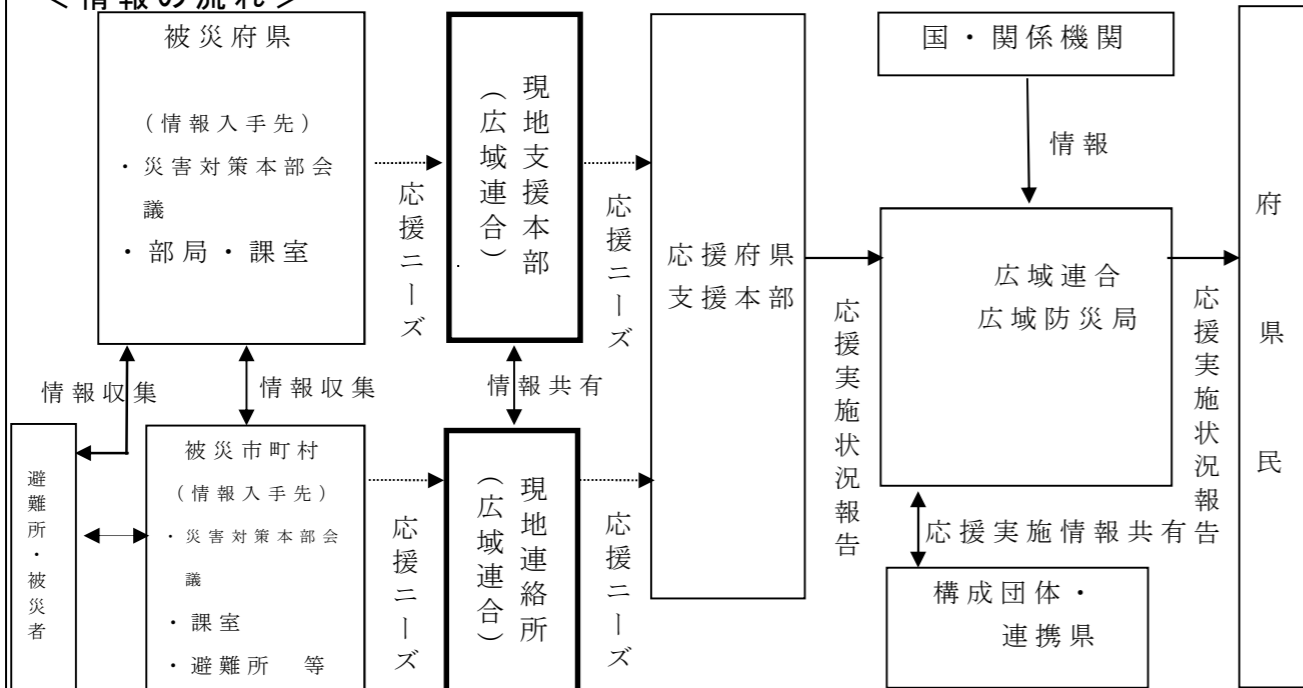 ＜情報の流れ＞
被災府県
（情報入手先）
・災害対策本部会
議
・部局・課室
応援ニーズ
現地支援本部
（広域連合）
応援ニーズ
応援府県
支援本部
国・関係機関
情報
広域連合
広域防災局
応援実施状況報告
応援実施状況報告
府県民
情報収集
情報収集
情報共有
避難所・被災者
被災市町村
（情報入手先）
・災害対策本部会
議
・課室
・避難所　等
応援ニーズ
現地連絡所
（広域連合）
応援ニーズ
応援実施情報共有
構成団体・
連携県